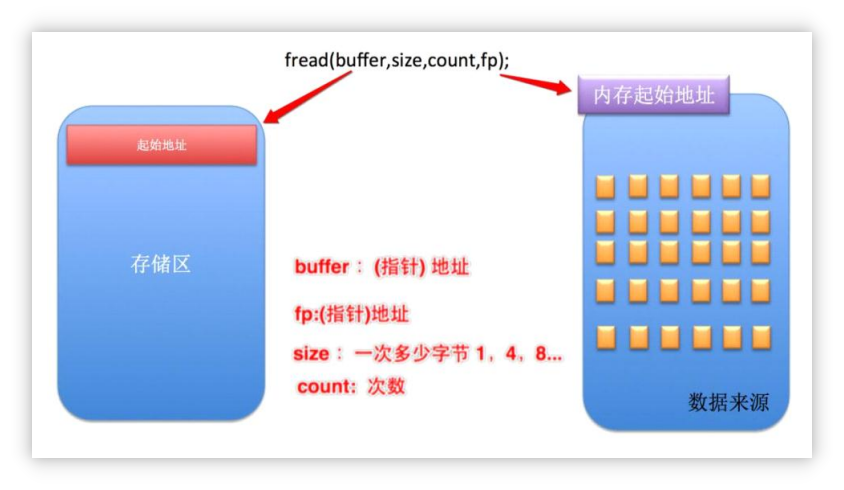 fread(buffer,size,count,fp);
内存起始地址
起始地址
存储区
buffer： (指针) 地址
fp:(指针)地址
size： 一次多少字节 1，4，8...
count: 次数
数据来源